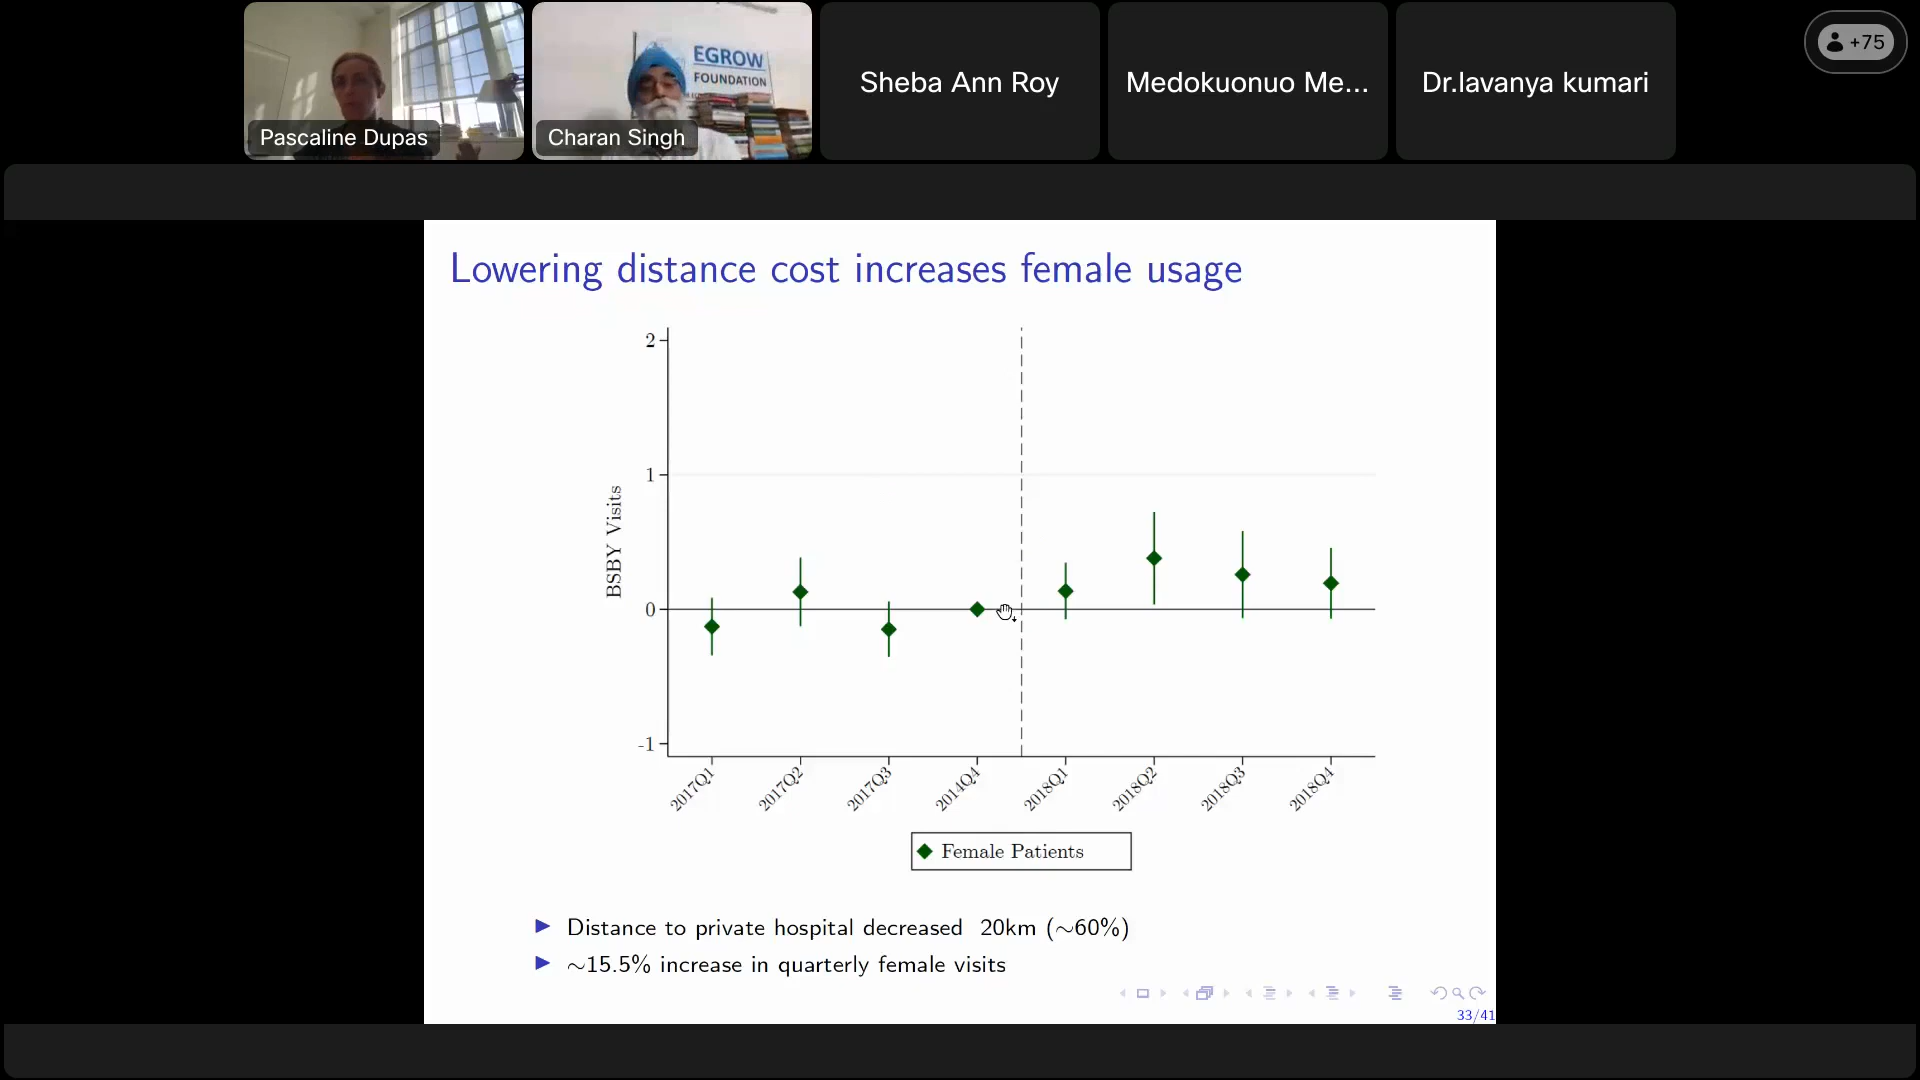 EGROW
FOUNDATION
Pascaline Dupas
Charan Singh
Sheba Ann Roy
Medokuonuo Me...
Dr.lavanya kumari
+75
Lowering distance cost increases female usage
BSBY Visits
2
1
0
-1
2017Q1
2017Q2
2017Q3
2014Q4
2018Q1
2018Q2
2018Q3
2018Q4
Female Patients
Distance to private hospital decreased 20km (~60%)
~15.5% increase in quarterly female visits
33/41